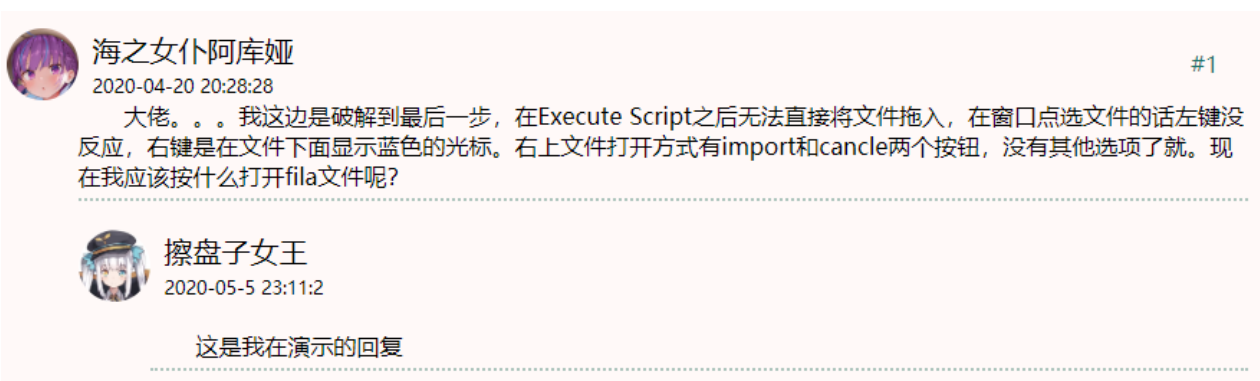 海之女仆阿库娅
#1
2020-04-20 20:28:28
大佬。。。我这边是破解到最后一步，在Execute Script之后无法直接将文件拖入，在窗口点选文件的话左键没
反应，右键是在文件下面显示蓝色的光标。右上文件打开方式有import和cancle两个按钮，没有其他选项了就。现
在我应该按什么打开fila文件呢？
擦盘子女王
2020-05-5 23:11:2
这是我在演示的回复